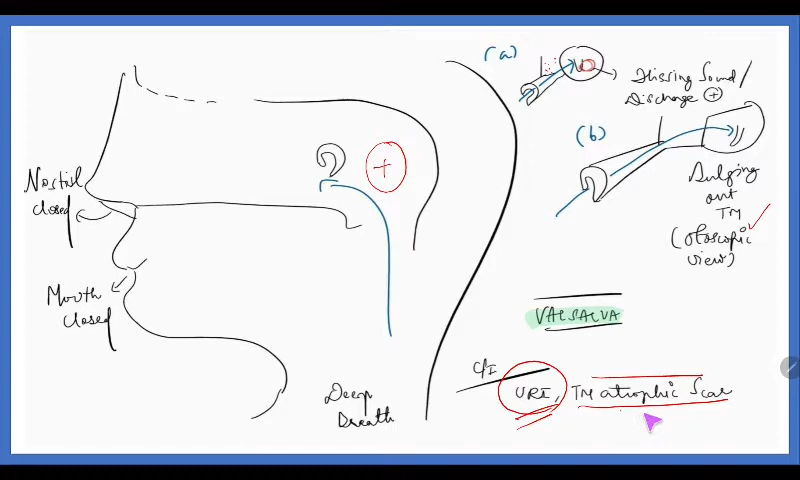 (a)
Hissing Sound/
Discharge (+)
(b)
Bulging
out
TM
(otoscopic
view)
Nostril
closed
+
Mouth
closed
Deep
Breath
VALSALVA
C/I
URI, TM atrophic Scar